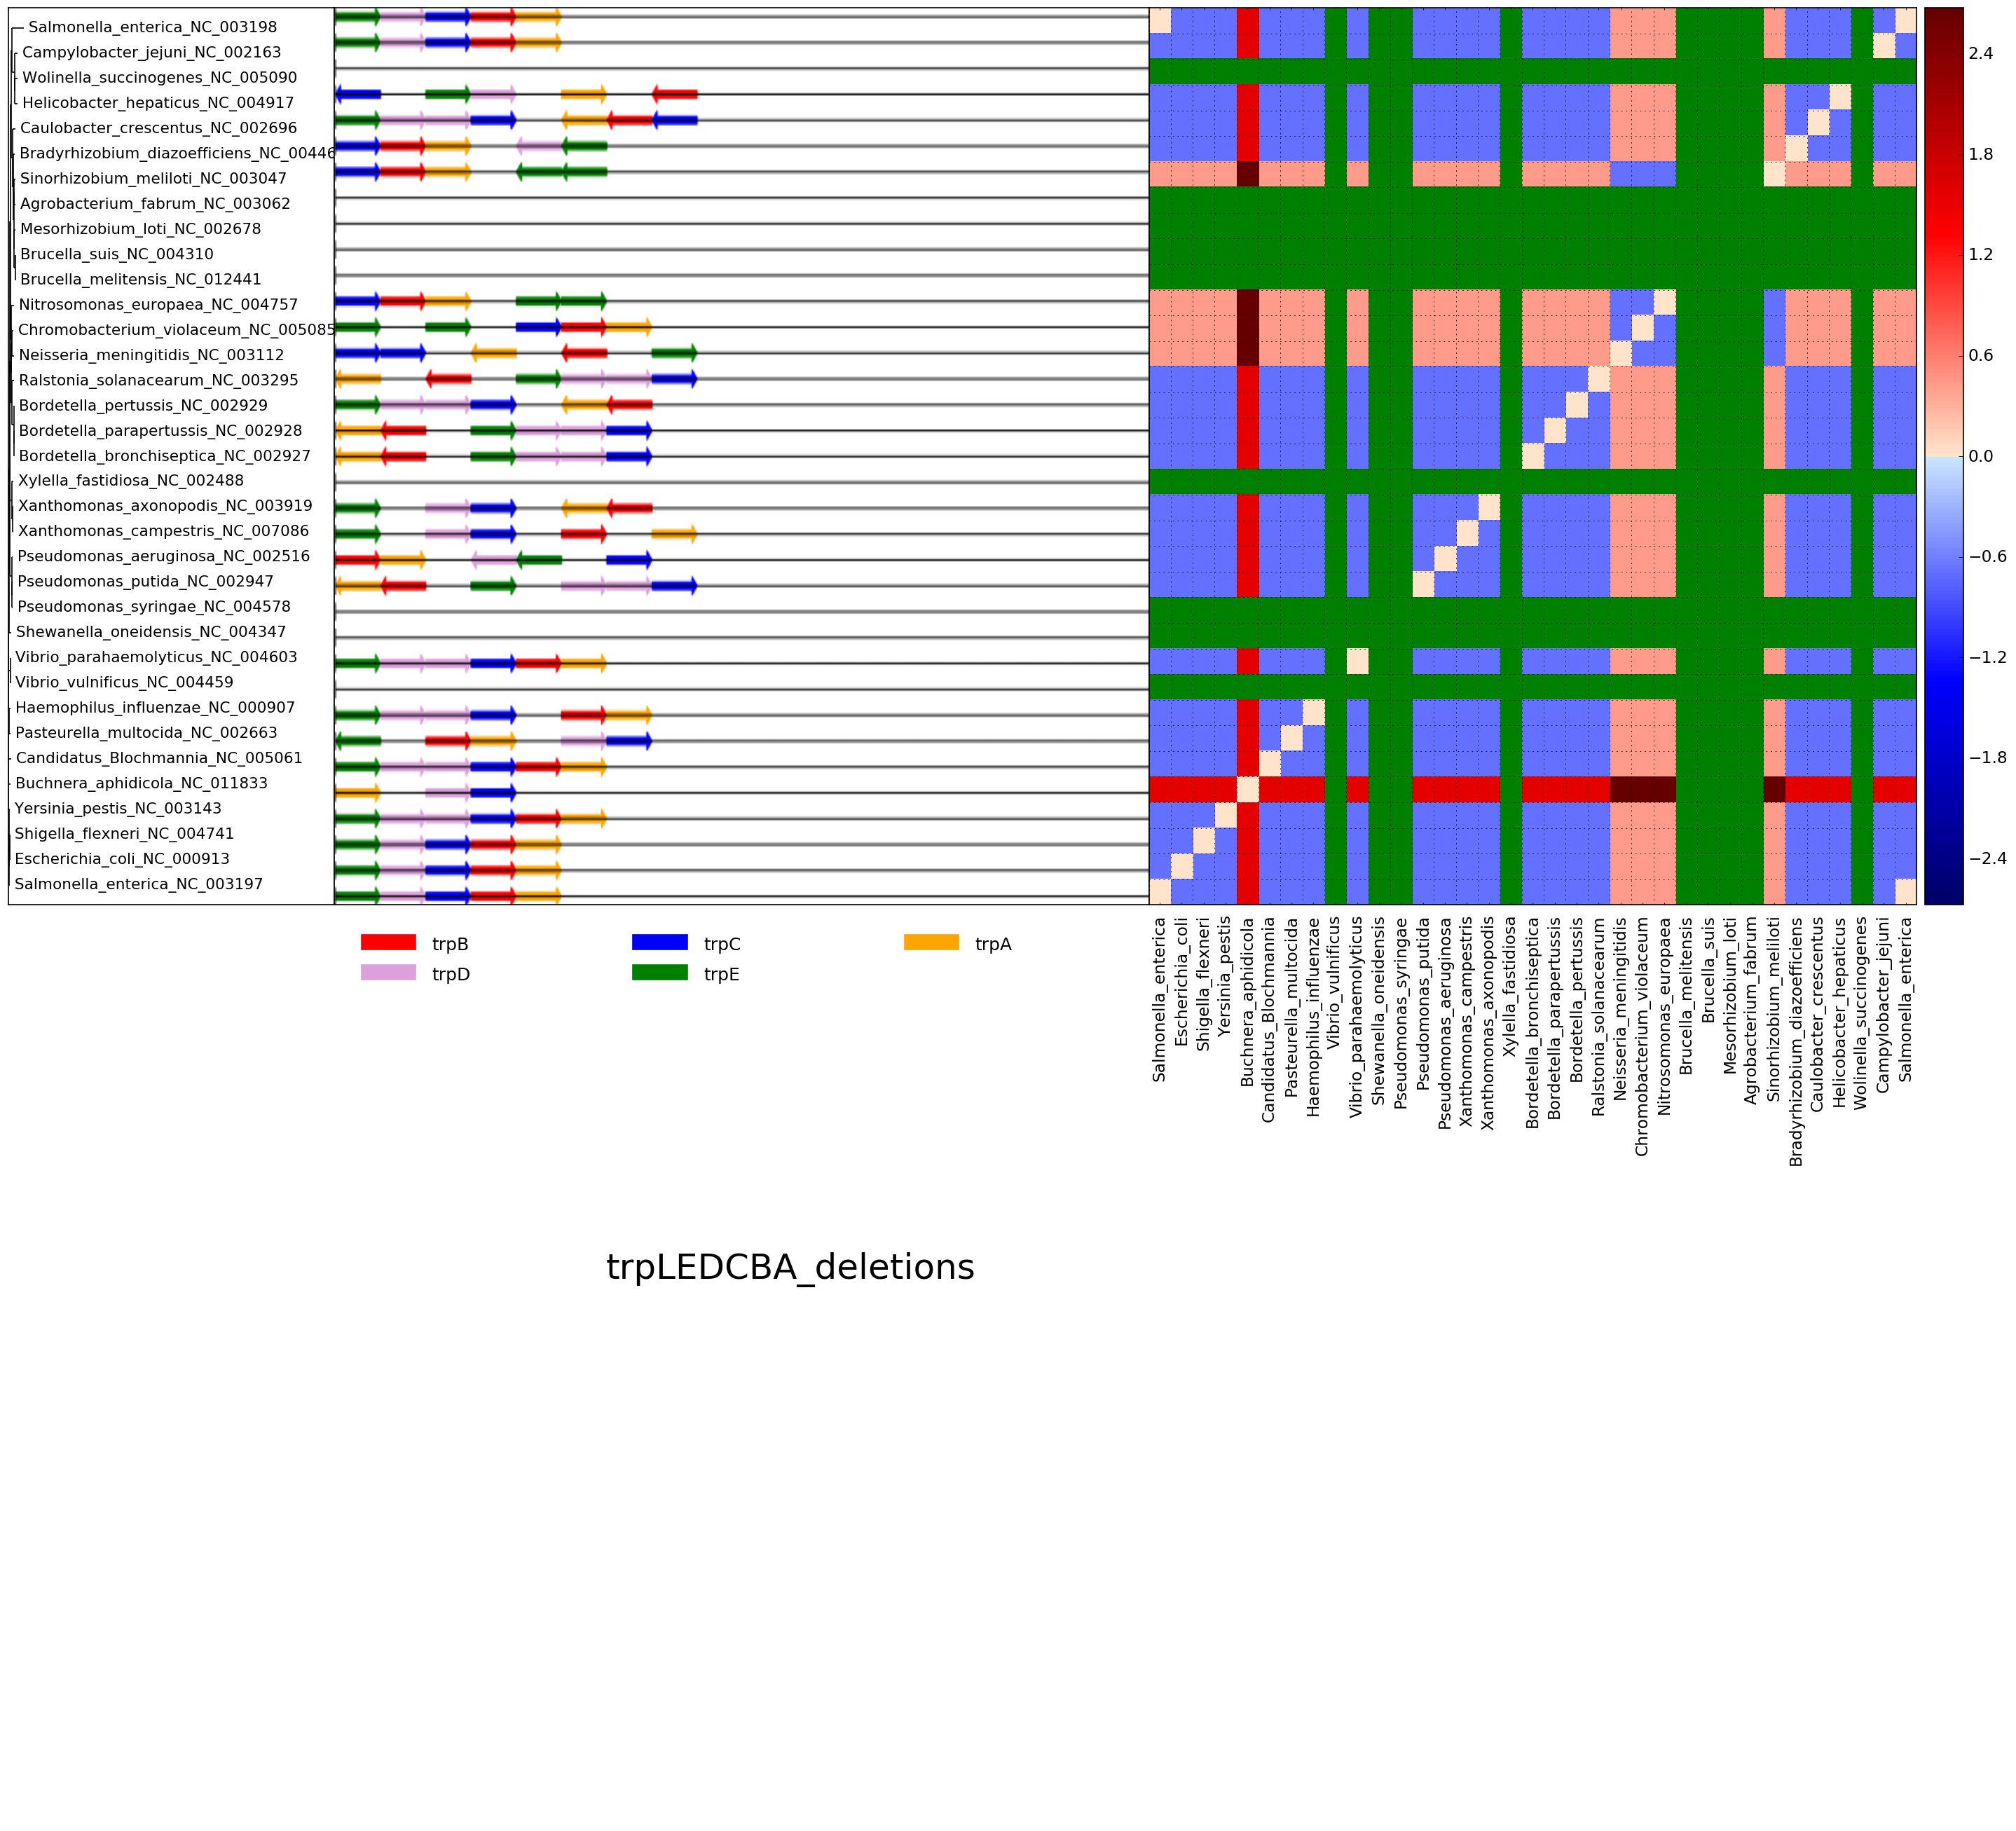 Salmonella_enterica_NC_003198
Campylobacter_jejuni_NC_002163
Wolinella_succinogenes_NC_005090
Helicobacter_hepaticus_NC_004917
Caulobacter_crescentus_NC_002696
Bradyrhizobium_diazoefficiens_NC_00446
Sinorhizobium_meliloti_NC_003047
Agrobacterium_fabrum_NC_003062
Mesorhizobium_loti_NC_002678
Brucella_suis_NC_004310
Brucella_melitensis_NC_012441
Nitrosomonas_europaea_NC_004757
Chromobacterium_violaceum_NC_005085
Neisseria_meningitidis_NC_003112
Ralstonia_solanacearum_NC_003295
Bordetella_pertussis_NC_002929
Bordetella_parapertussis_NC_002928
Bordetella_bronchiseptica_NC_002927
Xylella_fastidiosa_NC_002488
Xanthomonas_axonopodis_NC_003919
Xanthomonas_campestris_NC_007086
Pseudomonas_aeruginosa_NC_002516
Pseudomonas_putida_NC_002947
Pseudomonas_syringae_NC_004578
Shewanella_oneidensis_NC_004347
Vibrio_parahaemolyticus_NC_004603
Vibrio_vulnificus_NC_004459
Haemophilus_influenzae_NC_000907
Pasteurella_multocida_NC_002663
Candidatus_Blochmannia_NC_005061
Buchnera_aphidicola_NC_011833
Yersinia_pestis_NC_003143
Shigella_flexneri_NC_004741
Escherichia_coli_NC_000913
Salmonella_enterica_NC_003197
2.4
1.8
1.2
0.6
0.0
−0.6
−1.2
−1.8
−2.4
Salmonella_enterica
Escherichia_coli
Shigella_flexneri
Yersinia_pestis
Buchnera_aphidicola
Candidatus_Blochmannia
Pasteurella_multocida
Haemophilus_influenzae
Vibrio_vulnificus
Vibrio_parahaemolyticus
Shewanella_oneidensis
Pseudomonas_syringae
Pseudomonas_putida
Pseudomonas_aeruginosa
Xanthomonas_campestris
Xanthomonas_axonopodis
Xylella_fastidiosa
Bordetella_bronchiseptica
Bordetella_parapertussis
Bordetella_pertussis
Ralstonia_solanacearum
Neisseria_meningitidis
Chromobacterium_violaceum
Nitrosomonas_europaea
Brucella_melitensis
Brucella_suis
Mesorhizobium_loti
Agrobacterium_fabrum
Sinorhizobium_meliloti
Bradyrhizobium_diazoefficiens
Caulobacter_crescentus
Helicobacter_hepaticus
Wolinella_succinogenes
Campylobacter_jejuni
Salmonella_enterica
trpB trpC trpA
trpD trpE
trpLEDCBA_deletions